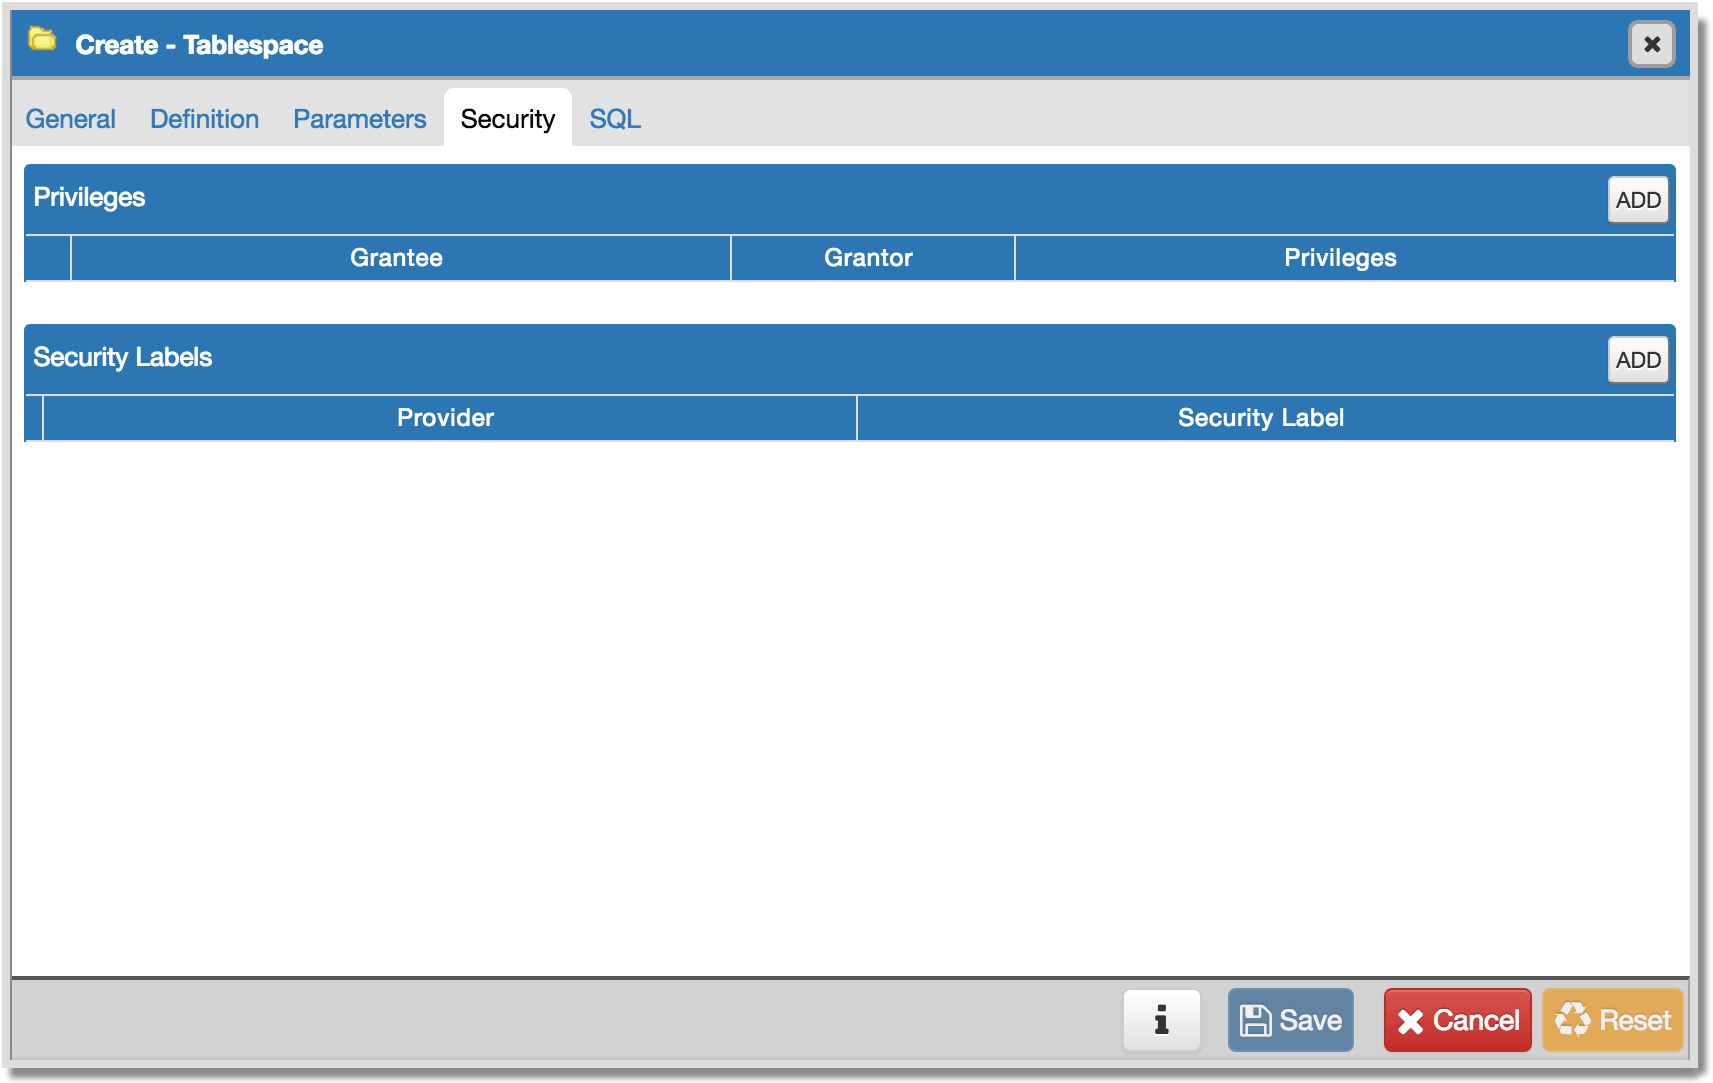 Create - Tablespace
General Definition Parameters Security SQL
Privileges ADD
Grantee Grantor Privileges
Security Labels ADD
Provider Security Label
Save Cancel Reset